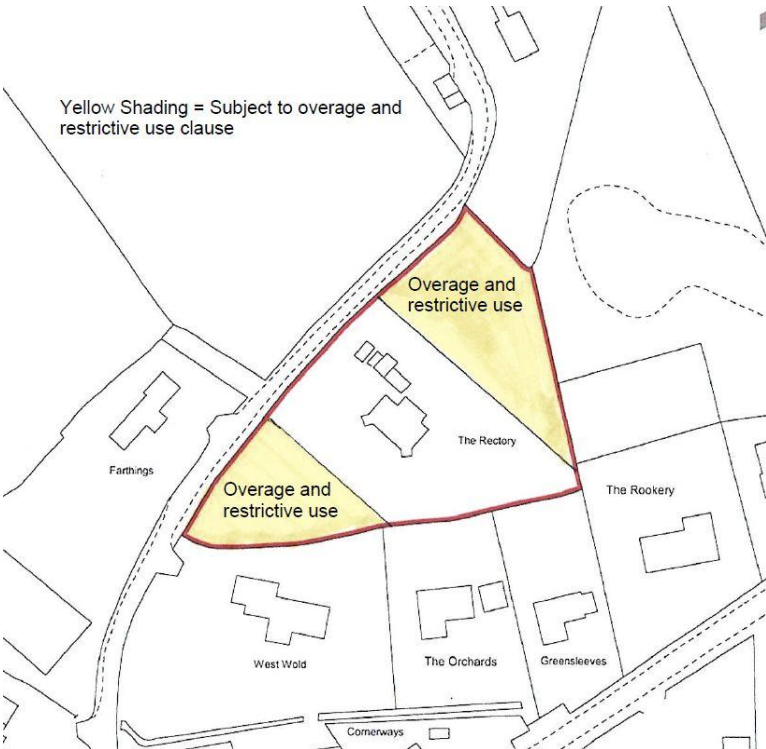 Yellow Shading = Subject to overage and
restrictive use clause
Overage and
restrictive use
The Rectory
Farthings
Overage and
restrictive use
The Rookery
West Wold
The Orchards
Greensleeves
Cornerways